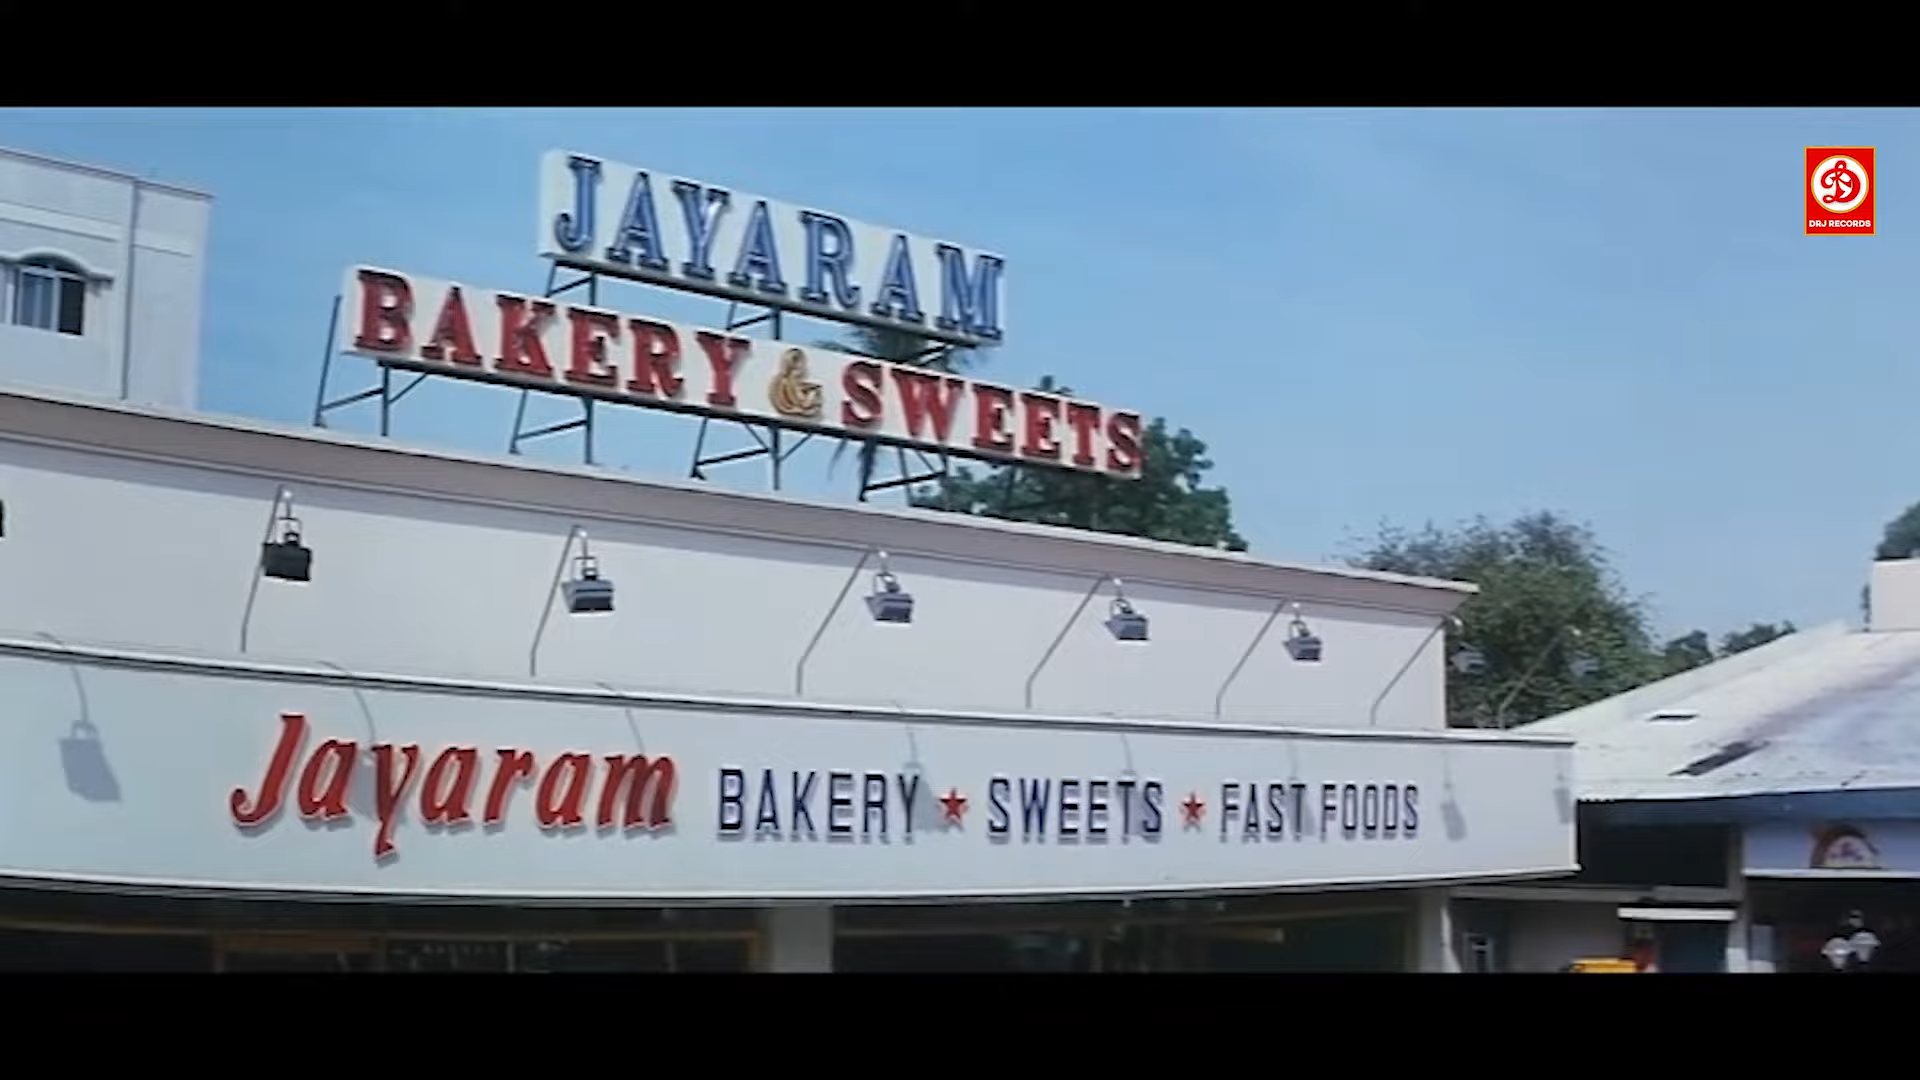 JAYARAM
BAKERY & SWEETS
Jayaram BAKERY ★ SWEETS ★ FAST FOODS
DRJ RECORDS